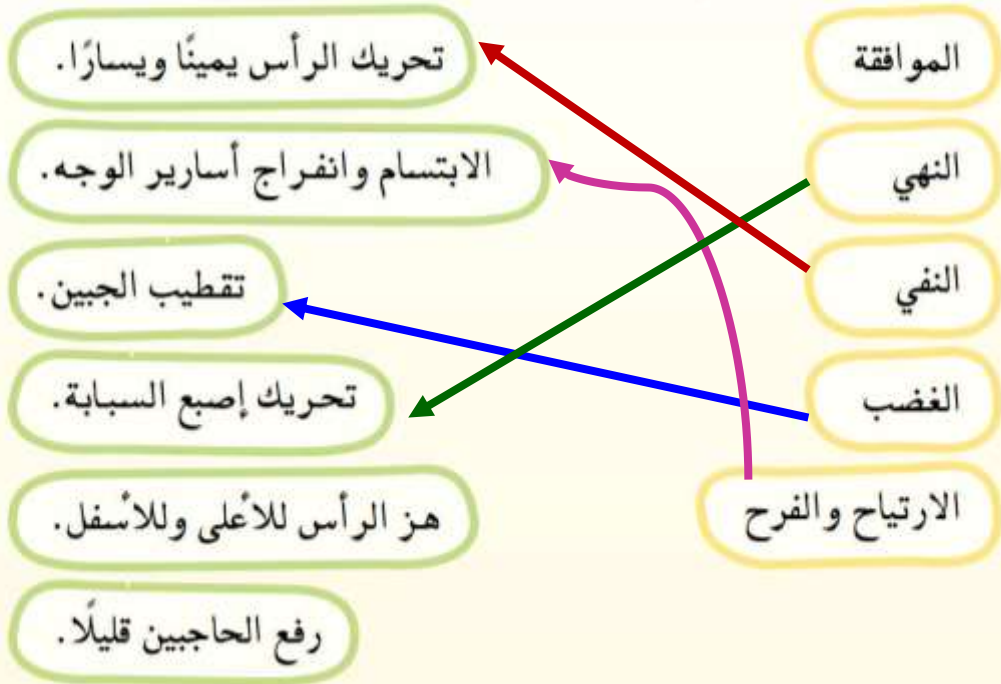 الموافقة
تحريك الرأس يمينًا ويسارًا.
النهي
الابتسام وانفراج أسارير الوجه.
النفي
تقطيب الجبين.
الغضب
تحريك إصبع السبابة.
الارتياح والفرح
هز الرأس للأعلى وللأسفل.
رفع الحاجبين قليلًا.